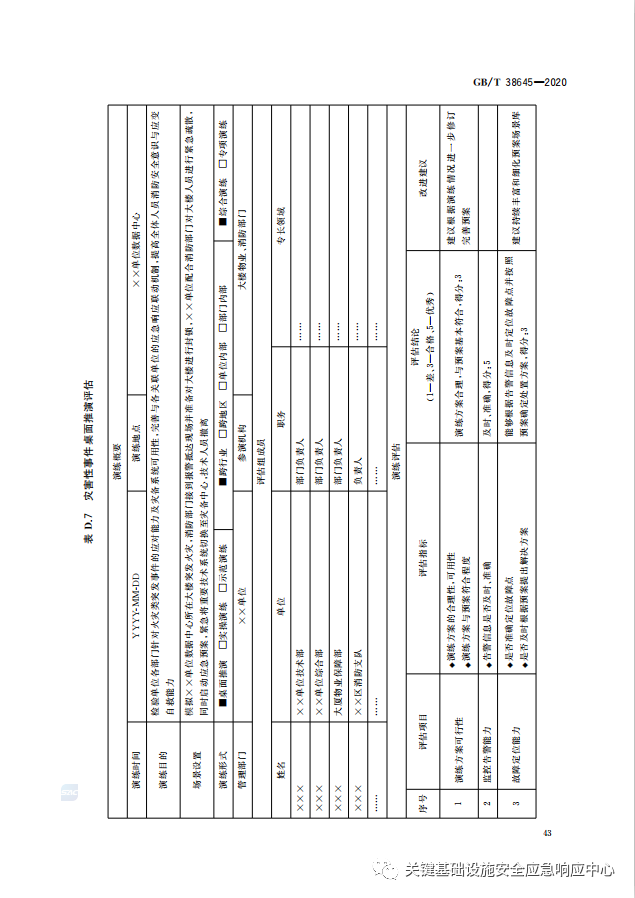 GB/T 38645—2020
表 D.7 灾害性事件桌面推演评估
演练概要
演练时间 YYYY-MM-DD 演练地点 ××单位数据中心
演练目的 检验单位各部门针对火灾类突发事件的应对能力及灾备系统可用性,完善与各关联单位的应急响应联动机制,提高全体人员消防安全意识与应变
自救能力
场景设置 模拟××单位数据中心所在大楼突发火灾,消防部门接到报警抵达现场并准备对大楼进行封锁,××单位配合消防部门对大楼人员进行紧急疏散,
同时启动应急预案,紧急将重要技术系统切换至灾备中心,技术人员撤离
演练形式 ■桌面推演 □实操演练 □示范演练 ■跨行业 □跨地区 □单位内部 □部门内部 ■综合演练 □专项演练
管理部门 ××单位 参演机构 大楼物业、消防部门
评估组成员
姓名 单位 职务 专长领域
××× ××单位技术部 部门负责人 ……
××× ××单位综合部 部门负责人 ……
××× 大厦物业保障部 部门负责人 ……
××× ××区消防支队 负责人 ……
…… …… …… ……
演练评估
序号 评估项目 评估指标 评估结论 改进建议
(1—差、3—合格、5—优秀)
1 演练方案可行性 ◆演练方案的合理性、可用性 演练方案合理,与预案基本符合,得分:3 建议根据演练情况进一步修订
◆演练方案与预案符合程度 完善预案
2 监控告警能力 ◆告警信息是否及时、准确 及时、准确,得分:5
3 故障定位能力 ◆是否准确定位故障点 能够根据告警信息及时定位故障点并按照 建议持续丰富和细化预案场景库
◆是否及时根据预案提出解决方案 预案确定处置方案,得分:3
43
关键基础设施安全应急响应中心